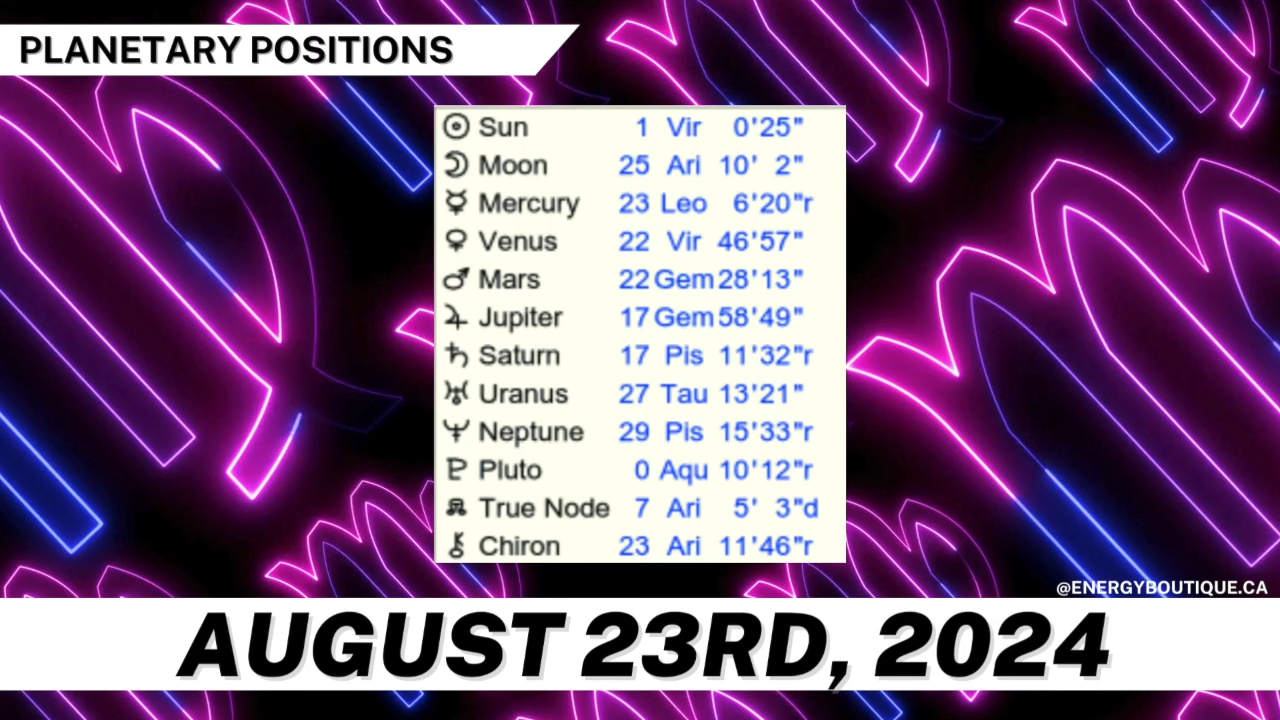 PLANETARY POSITIONS
Sun 1 Vir 0'25"
Moon 25 Ari 10' 2"
Mercury 23 Leo 6'20"r
Venus 22 Vir 46'57"
Mars 22 Gem 28'13"
Jupiter 17 Gem 58'49"
Saturn 17 Pis 11'32"r
Uranus 27 Tau 13'21"
Neptune 29 Pis 15'33"r
Pluto 0 Aqu 10'12"r
True Node 7 Ari 5' 3"d
Chiron 23 Ari 11'46"r
@ENERGYBOUTIQUE.CA
AUGUST 23RD, 2024